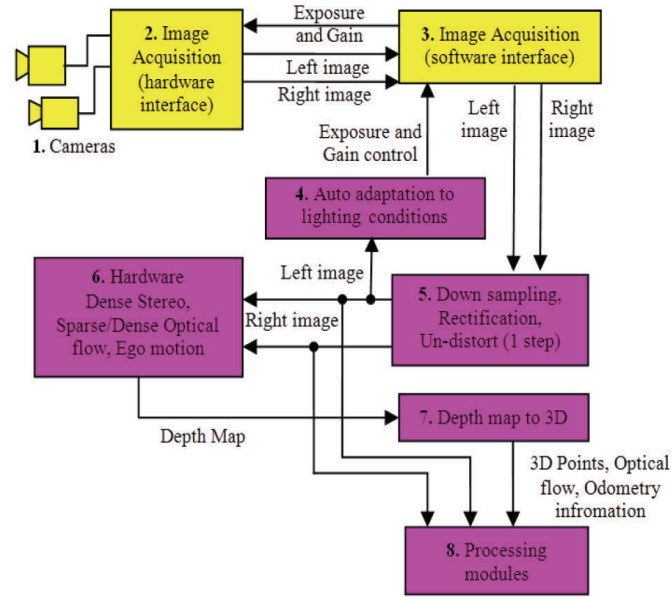 2. Image
Acquisition
(hardware
interface)
Exposure
and Gain
Left image
Right image
3. Image Acquisition
(software interface)
1. Cameras
Exposure and
Gain control
Left
image
Right
image
4. Auto adaptation to
lighting conditions
Left image
Right image
6. Hardware
Dense Stereo,
Sparse/Dense Optical
flow, Ego motion
5. Down sampling,
Rectification,
Un-distort (1 step)
Depth Map
7. Depth map to 3D
3D Points, Optical
flow, Odometry
infromation
8. Processing
modules